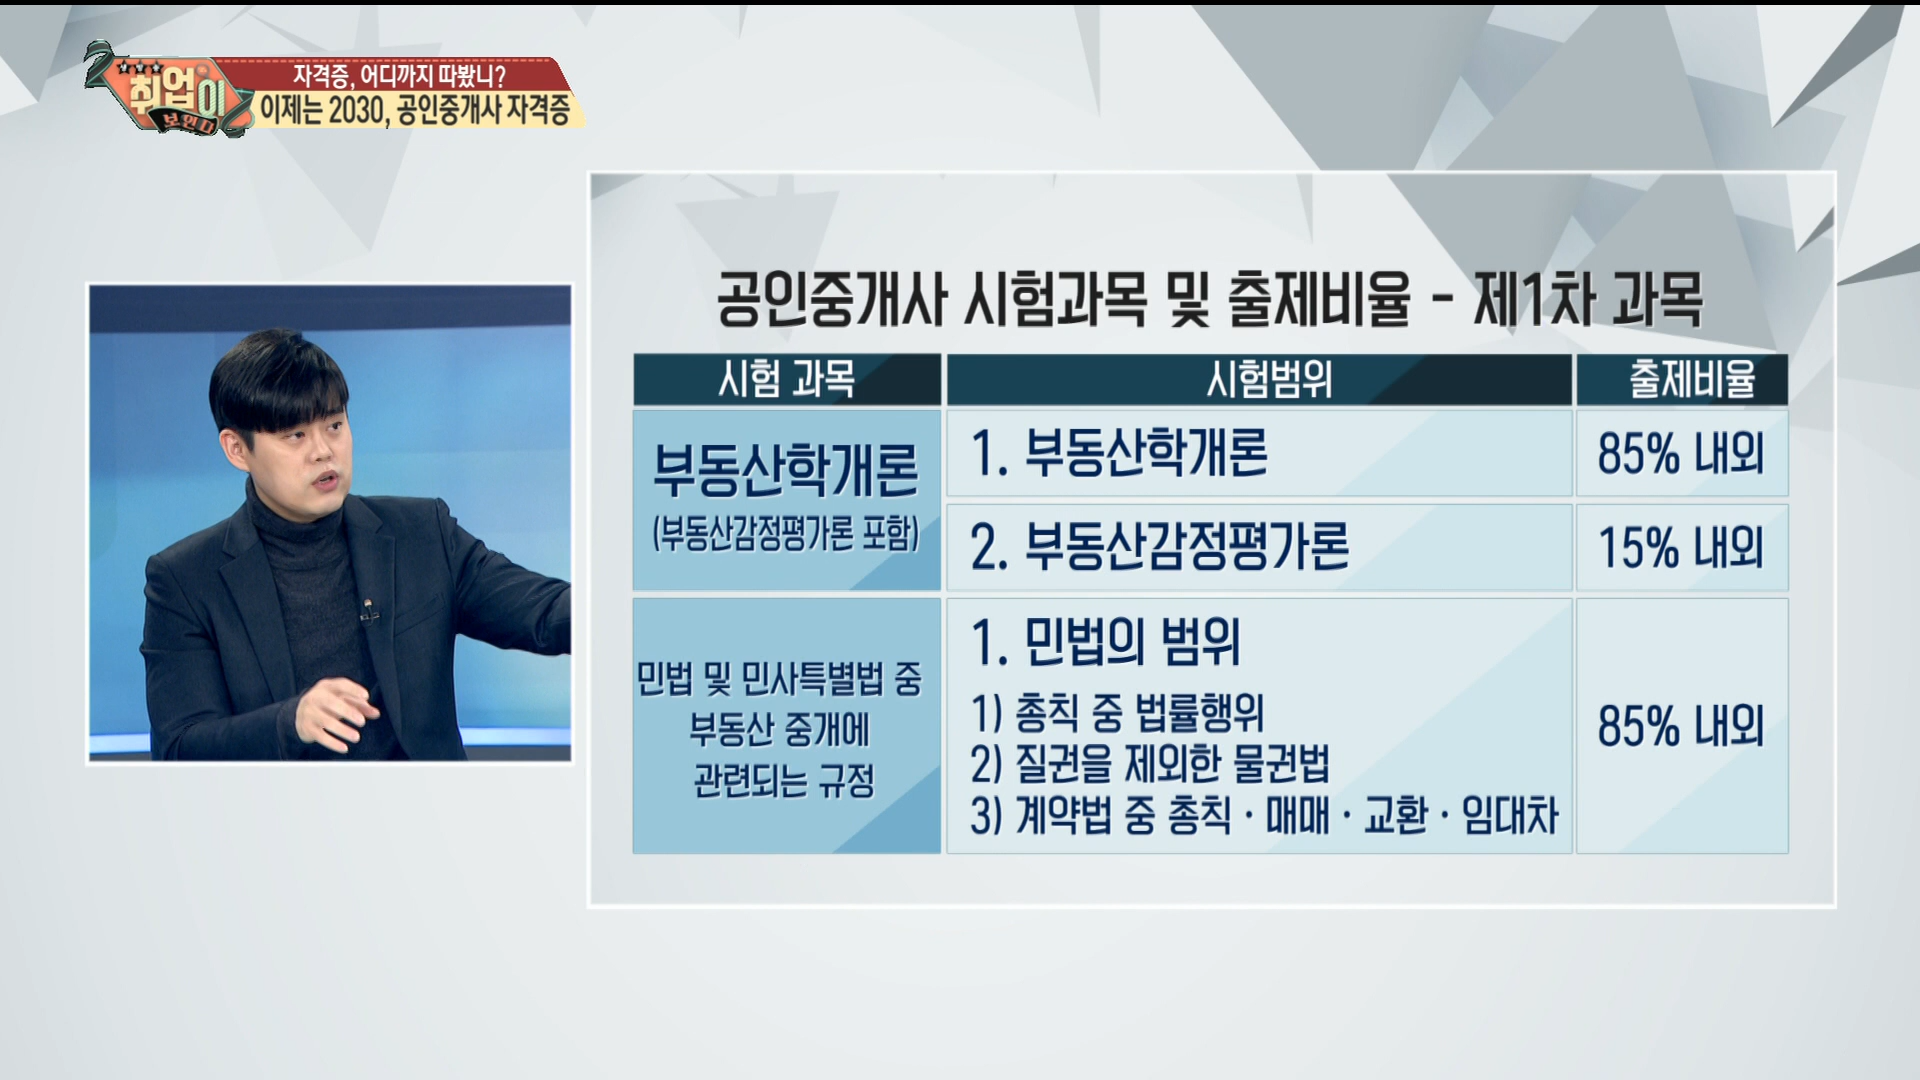 취업이
보인다
자격증, 어디까지 따봤니?
이제는 2030, 공인중개사 자격증
공인중개사 시험과목 및 출제비율 - 제1차 과목
시험 과목
시험범위
출제비율
부동산학개론
(부동산감정평가론 포함)
1. 부동산학개론
85% 내외
2. 부동산감정평가론
15% 내외
민법 및 민사특별법 중
부동산 중개에
관련되는 규정
1. 민법의 범위
1) 총칙 중 법률행위
2) 질권을 제외한 물권법
3) 계약법 중 총칙 · 매매 · 교환 · 임대차
85% 내외